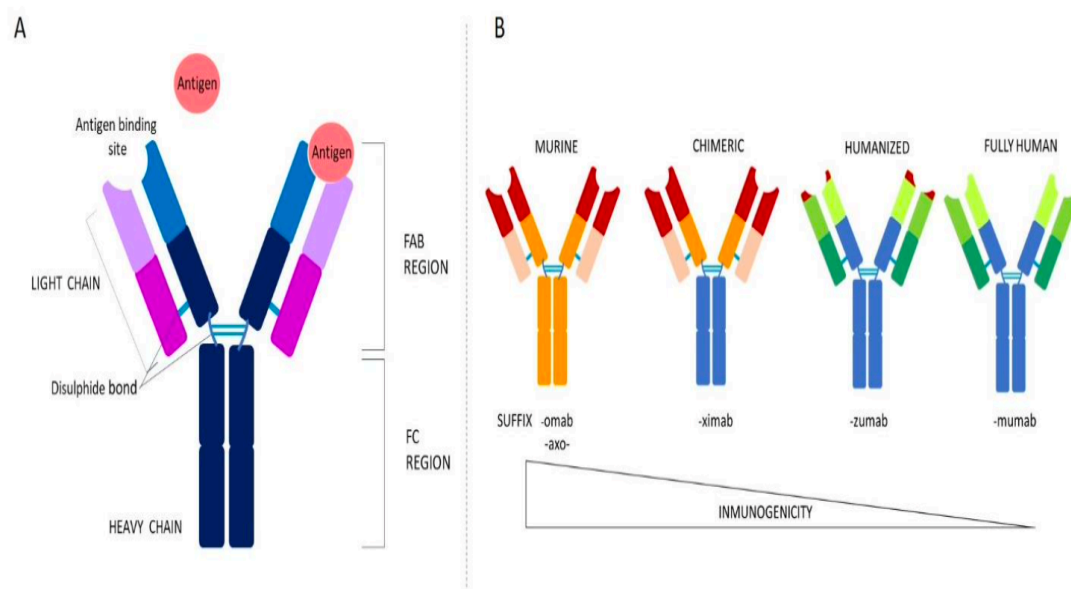 A
Antigen
Antigen binding
site
Antigen
FAB
REGION
LIGHT CHAIN
Disulphide bond
FC
REGION
HEAVY CHAIN
B
MURINE
CHIMERIC
HUMANIZED
FULLY HUMAN
SUFFIX -omab
-axo-
-ximab
-zumab
-mumab
INMUNOGENICITY